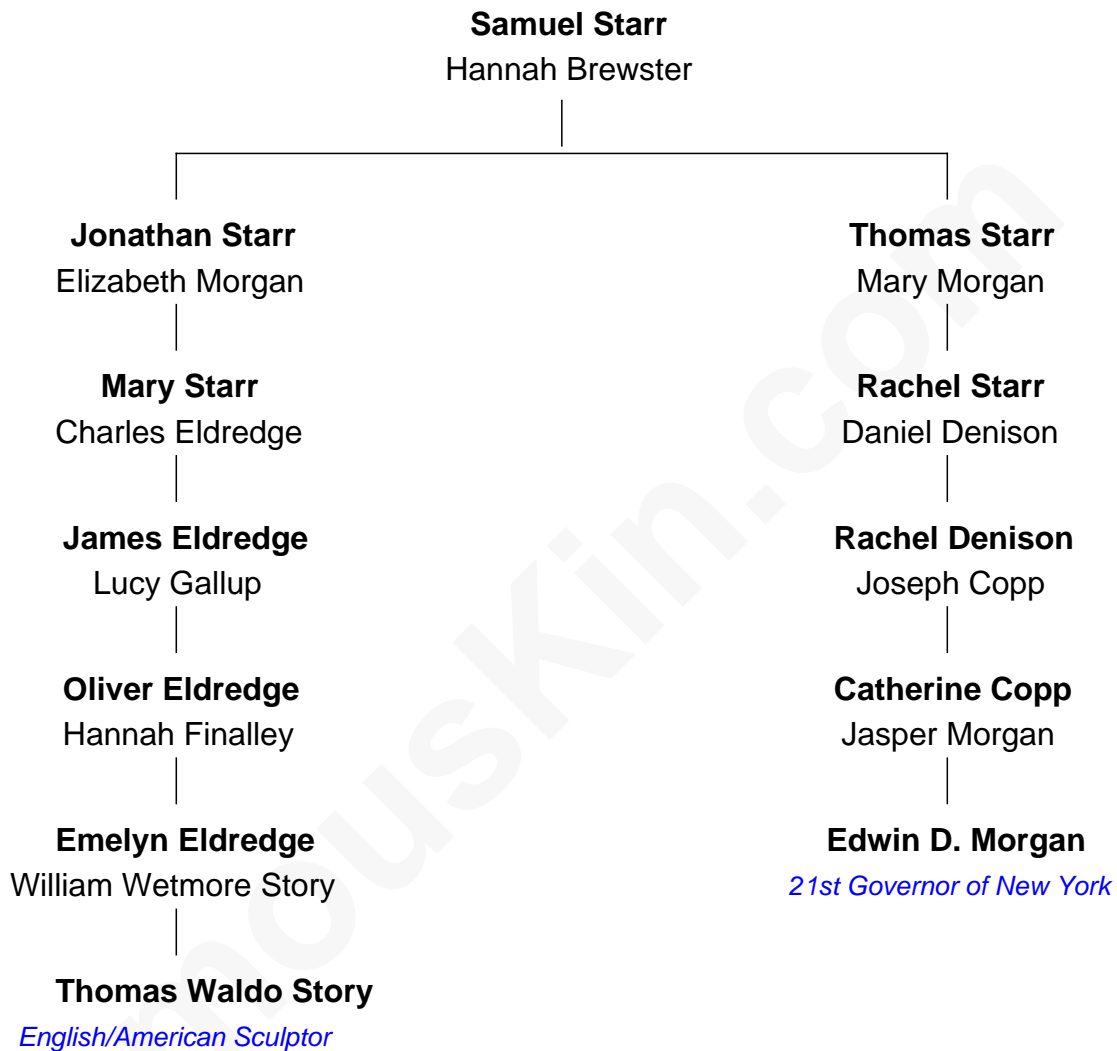 Samuel Starr
Hannah Brewster
Jonathan Starr
Elizabeth Morgan
Thomas Starr
Mary Morgan
Mary Starr
Charles Eldredge
Rachel Starr
Daniel Denison
James Eldredge
Lucy Gallup
Rachel Denison
Joseph Copp
Oliver Eldredge
Hannah Finalley
Catherine Copp
Jasper Morgan
Emelyn Eldredge
William Wetmore Story
Edwin D. Morgan
21st Governor of New York
Thomas Waldo Story
English/American Sculptor
mousKin.com